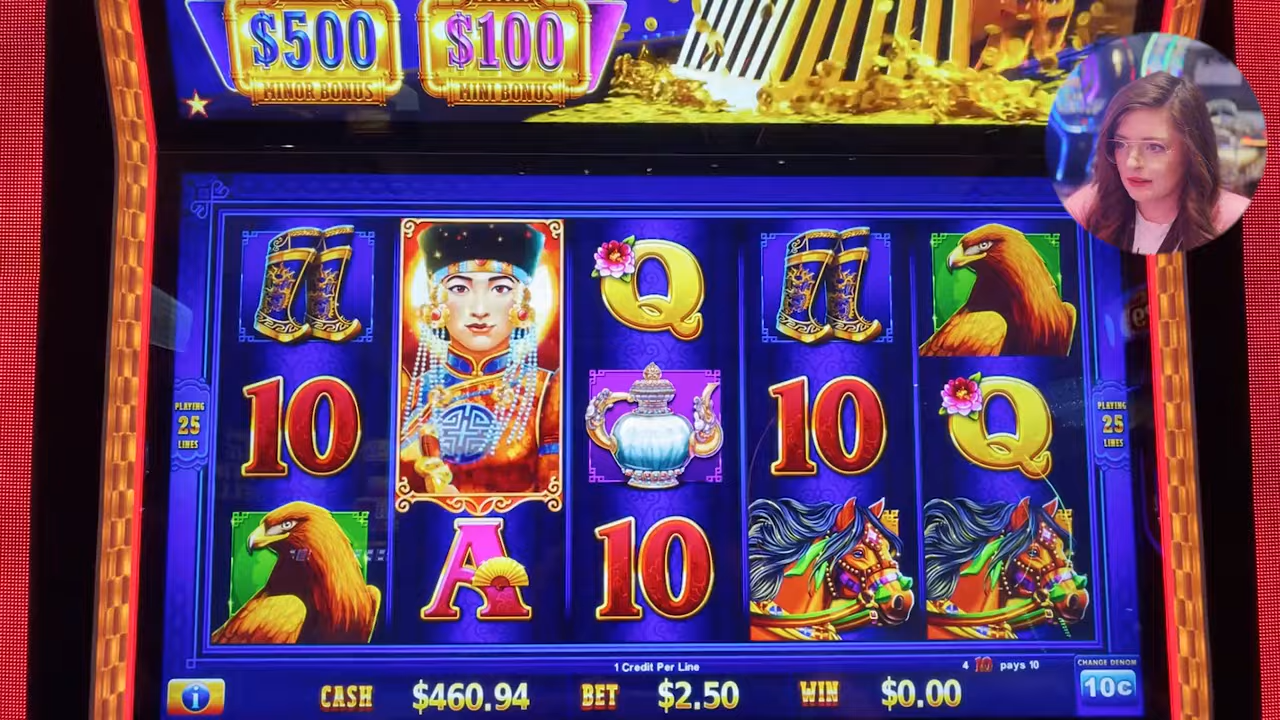 $500
$100
MINOR BONUS
MINI BONUS
Q
10
10
Q
A
10
PLAYING
25
LINES
PLAYING
25
LINES
1 Credit Per Line
4 10 pays 10
CASH $460.94
BET $2.50
WIN $0.00
CHANGE DENOM
10¢
i